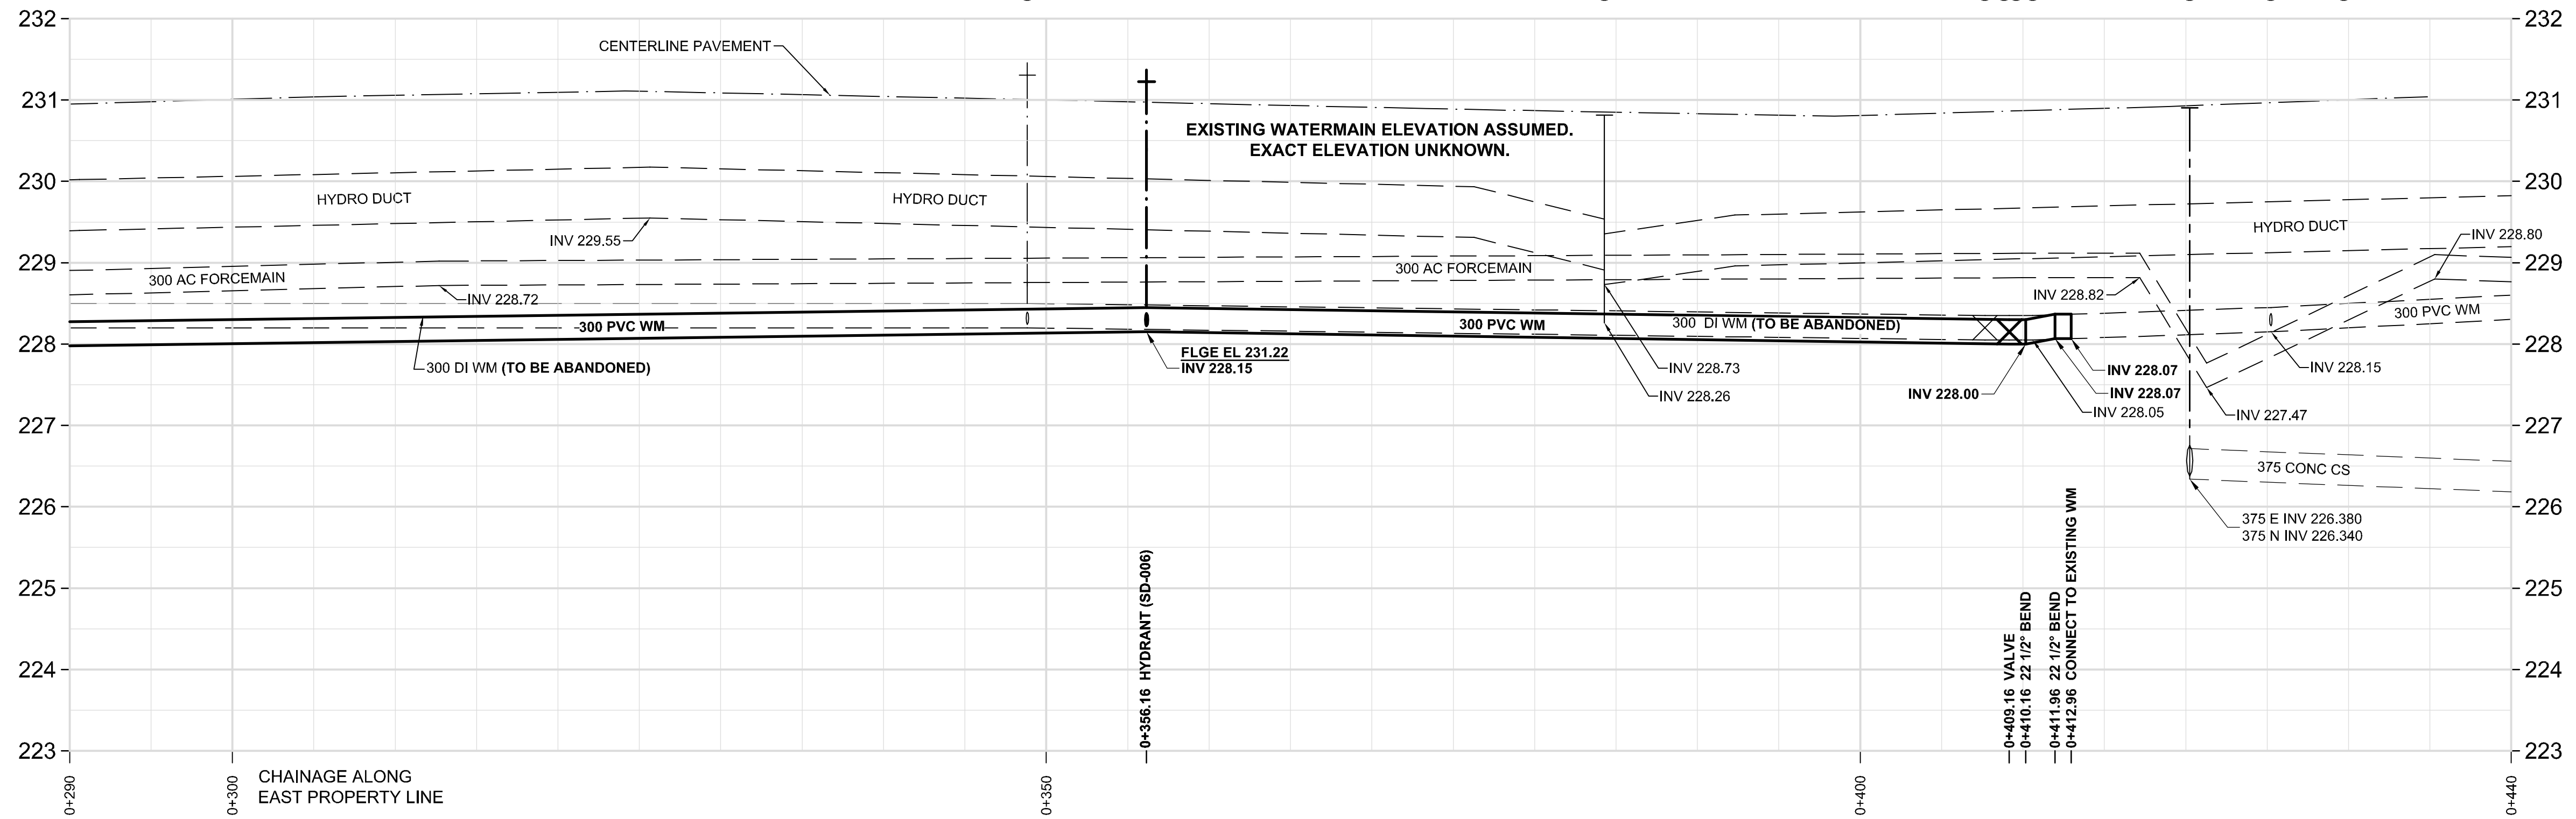 232
232
CENTERLINE PAVEMENT
231
231
EXISTING WATERMAIN ELEVATION ASSUMED.
EXACT ELEVATION UNKNOWN.
230
230
HYDRO DUCT
HYDRO DUCT
HYDRO DUCT
INV 229.55
INV 228.80
229
229
300 AC FORCEMAIN
300 AC FORCEMAIN
INV 228.72
INV 228.82
300 PVC WM
300 PVC WM
300 PVC WM
300 DI WM (TO BE ABANDONED)
228
228
FLGE EL 231.22
INV 228.15
300 DI WM (TO BE ABANDONED)
INV 228.73
INV 228.26
INV 228.07
INV 228.15
INV 228.00
INV 228.07
INV 228.05
INV 227.47
227
227
375 CONC CS
226
226
375 E INV 226.380
375 N INV 226.340
225
225
224
224
223
223
0+356.16 HYDRANT (SD-006)
0+409.16 VALVE
0+410.16 22 1/2° BEND
0+411.96 22 1/2° BEND
0+412.96 CONNECT TO EXISTING WM
0+290
0+300
CHAINAGE ALONG
EAST PROPERTY LINE
0+350
0+400
0+440